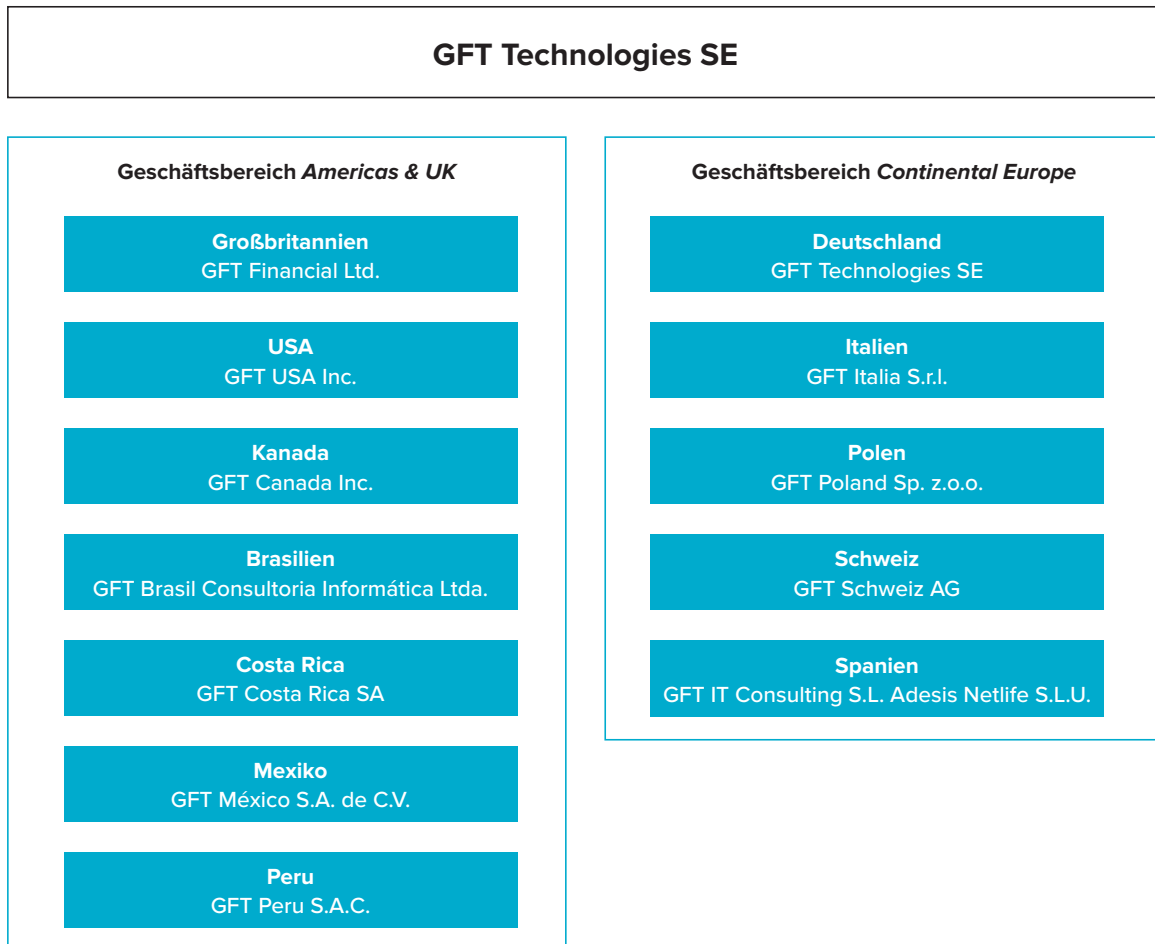 GFT Technologies SE
Geschäftsbereich Americas & UK
Großbritannien
GFT Financial Ltd.
USA
GFT USA Inc.
Kanada
GFT Canada Inc.
Brasilien
GFT Brasil Consultoria Informática Ltda.
Costa Rica
GFT Costa Rica SA
Mexiko
GFT México S.A. de C.V.
Peru
GFT Peru S.A.C.
Geschäftsbereich Continental Europe
Deutschland
GFT Technologies SE
Italien
GFT Italia S.r.l.
Polen
GFT Poland Sp. z.o.o.
Schweiz
GFT Schweiz AG
Spanien
GFT IT Consulting S.L. Adesis Netlife S.L.U.